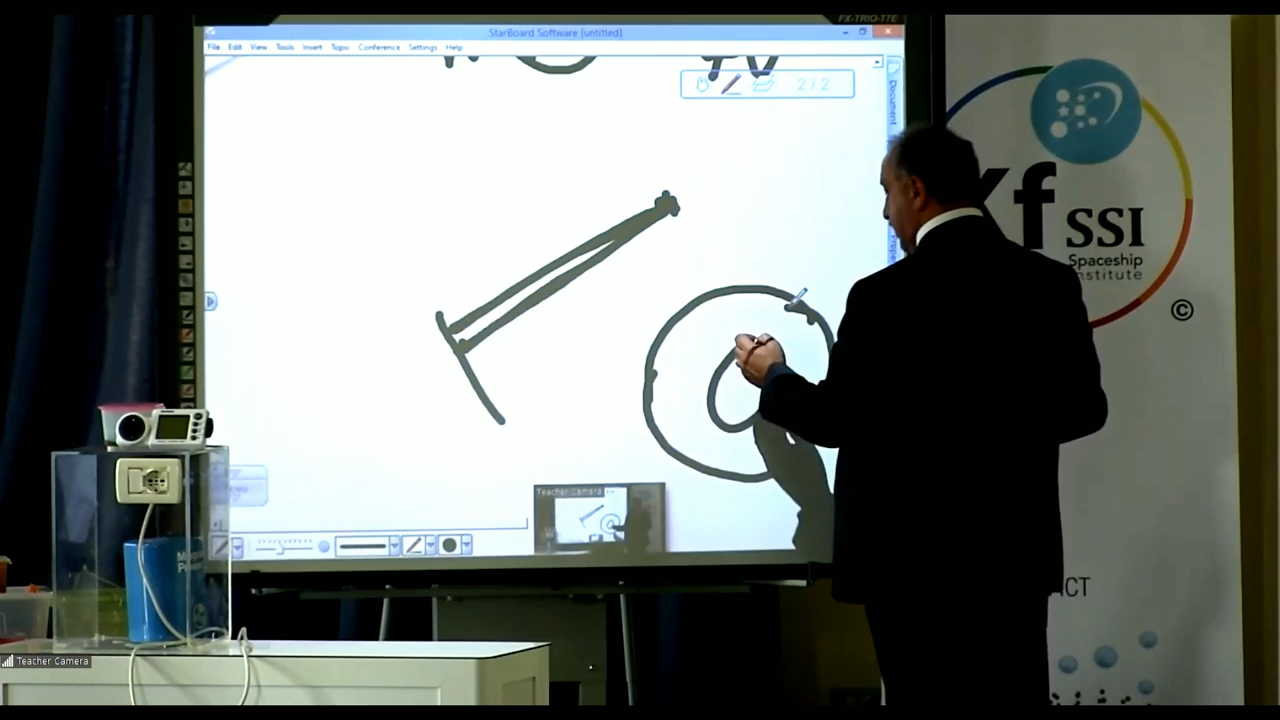 FX-TRIO-77E
StarBoard Software [untitled]
File Edit View Tools Insert Topic Conference Settings Help
2 / 2
Document
Kf SSI
Spaceship
Institute
©
Teacher Camera
Teacher Camera